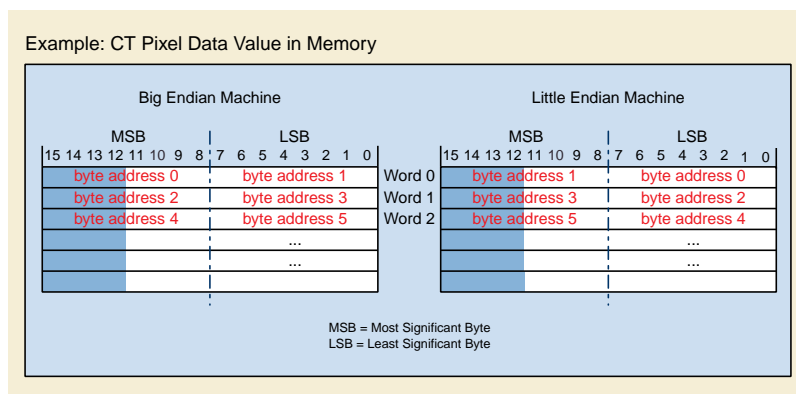 Example: CT Pixel Data Value in Memory
Big Endian Machine Little Endian Machine
MSB LSB MSB LSB
15 14 13 12 11 10 9 8 7 6 5 4 3 2 1 0 15 14 13 12 11 10 9 8 7 6 5 4 3 2 1 0
byte address 0 byte address 1 Word 0 byte address 1 byte address 0
byte address 2 byte address 3 Word 1 byte address 3 byte address 2
byte address 4 byte address 5 Word 2 byte address 5 byte address 4
... ...
... ...
MSB = Most Significant Byte
LSB = Least Significant Byte